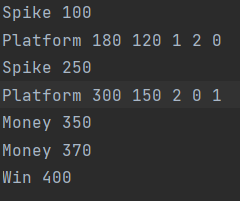 Spike 100
Platform 180 120 1 2 0
Spike 250
Platform 300 150 2 0 1
Money 350
Money 370
Win 400